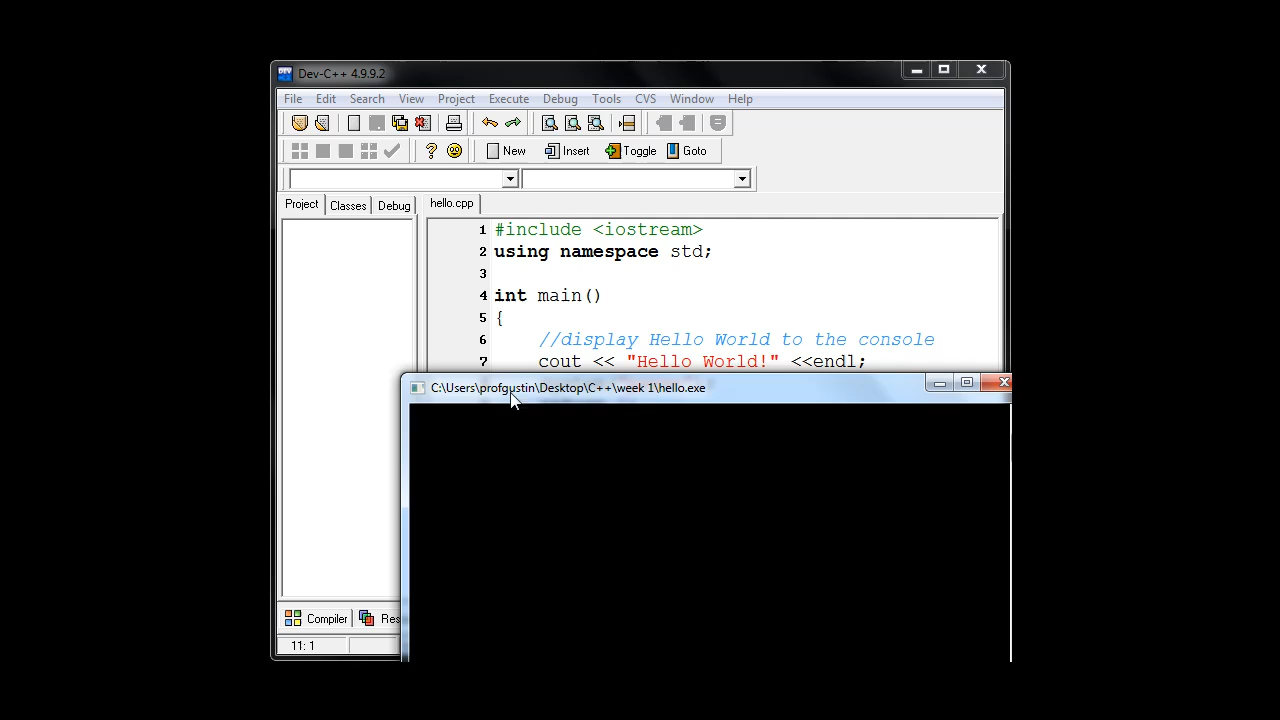 Dev-C++ 4.9.9.2
File Edit Search View Project Execute Debug Tools CVS Window Help
New Insert Toggle Goto
Project Classes Debug hello.cpp
1 #include <iostream>
2 using namespace std;
3
4 int main()
5 {
6 //display Hello World to the console
7 cout << "Hello World!" <<endl;
C:\Users\profgustin\Desktop\C++\week 1\hello.exe
Compiler Res
11: 1